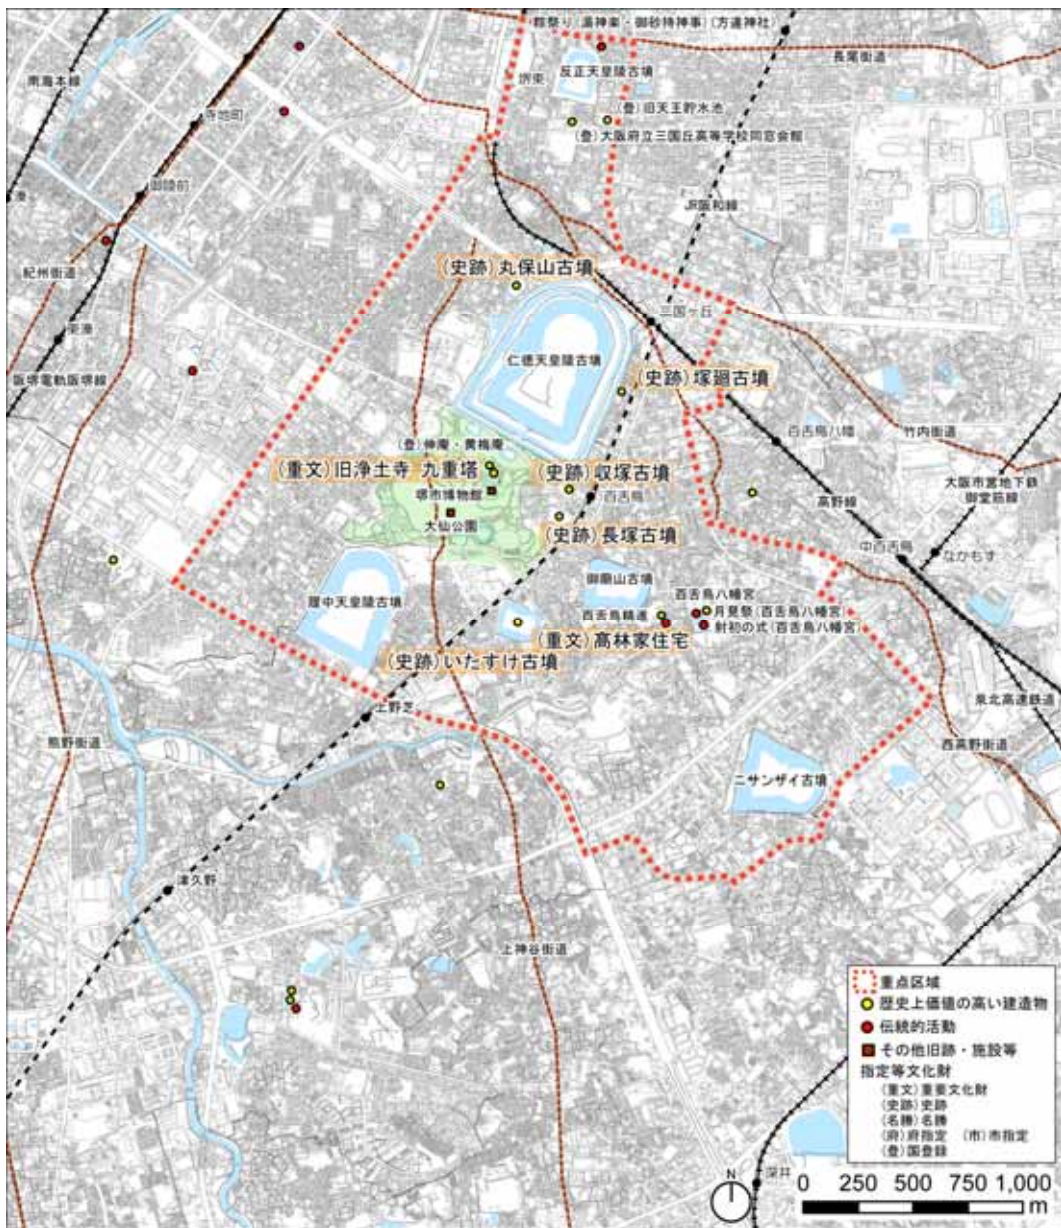 餝祭り(湯神楽・御砂持神事)(方違神社)
長尾街道
南海本線
堺東
反正天皇陵古墳
(登)旧天王貯水池
寺地町
(登)大阪府立三国丘高等学校同窓会館
御陵前
JR阪和線
湊
紀州街道
(史跡)丸保山古墳
三国ヶ丘
東湊
仁徳天皇陵古墳
阪堺電軌阪堺線
(史跡)塚廻古墳
百舌鳥八幡
竹内街道
(登)伸庵・黄梅庵
(重文)旧浄土寺 九重塔
(史跡)収塚古墳
大阪市営地下鉄
御堂筋線
堺市博物館
百舌鳥
高野線
大仙公園
(史跡)長塚古墳
中百舌鳥
なかもず
御廟山古墳
履中天皇陵古墳
百舌鳥八幡宮
百舌鳥精進
月見祭(百舌鳥八幡宮)
射初の式(百舌鳥八幡宮)
(重文)髙林家住宅
(史跡)いたすけ古墳
泉北高速鉄道
上野芝
熊野街道
西高野街道
ニサンザイ古墳
津久野
上神谷街道
重点区域
歴史上価値の高い建造物
伝統的活動
その他旧跡・施設等
指定等文化財
(重文)重要文化財
(史跡)史跡
(名勝)名勝
(府)府指定 (市)市指定
(登)国登録
深井
N
0 250 500 750 1,000
m